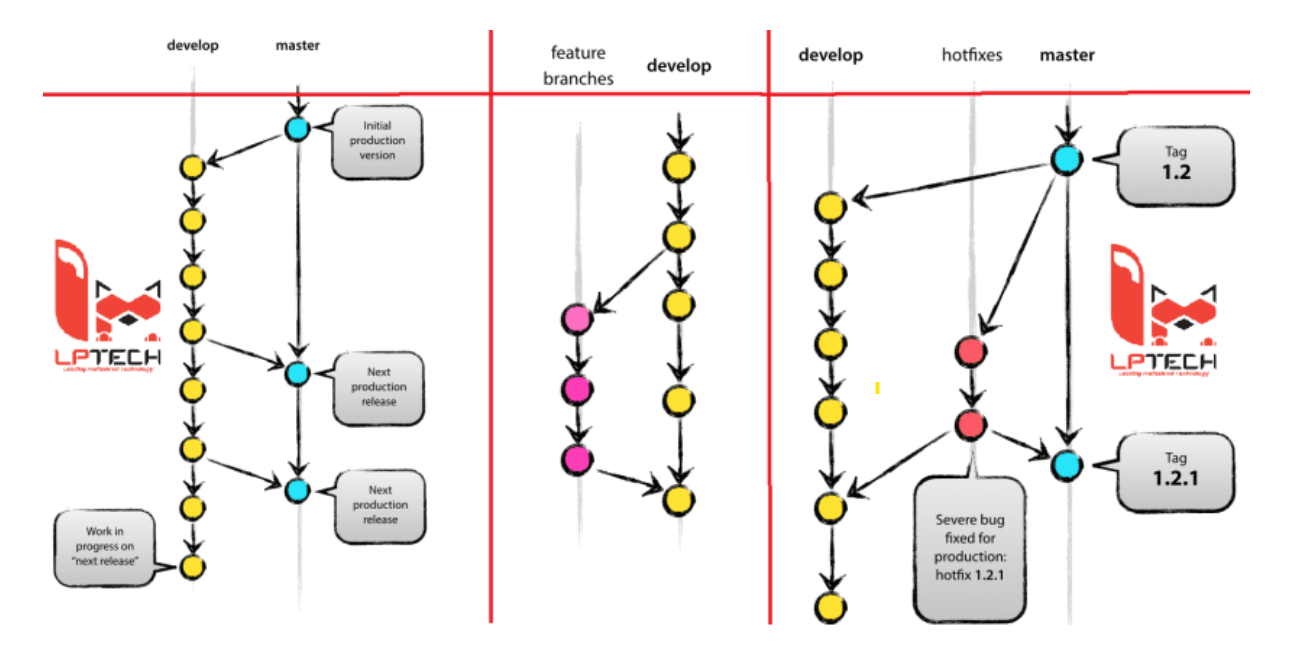 develop
master
Initial
production
version
Next
production
release
Next
production
release
Work in
progress on
"next release"
LPTECH
Leading Professional Technology
feature
branches
develop
develop
hotfixes
master
Tag
1.2
Tag
1.2.1
Severe bug
fixed for
production:
hotfix 1.2.1
LPTECH
Leading Professional Technology